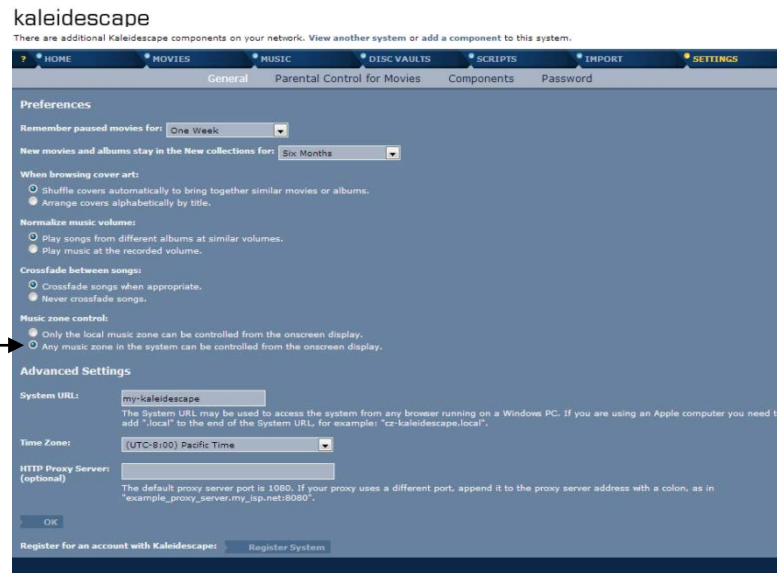 kaleidescape
There are additional Kaleidescape components on your network. View another system or add a component to this system.
? HOME MOVIES MUSIC DISC VAULTS SCRIPTS IMPORT SETTINGS
General Parental Control for Movies Components Password
Preferences
Remember paused movies for: One Week
New movies and albums stay in the New collections for: Six Months
When browsing cover art:
Shuffle covers automatically to bring together similar movies or albums.
Arrange covers alphabetically by title.
Normalize music volume:
Play songs from different albums at similar volumes.
Play music at the recorded volume.
Crossfade between songs:
Crossfade songs when appropriate.
Never crossfade songs.
Music zone control:
Only the local music zone can be controlled from the onscreen display.
Any music zone in the system can be controlled from the onscreen display.
Advanced Settings
System URL: my-kaleidescape
The System URL may be used to access the system from any browser running on a Windows PC. If you are using an Apple computer you need t
add ".local" to the end of the System URL, for example: "cz-kaleidescape.local".
Time Zone: (UTC-8:00) Pacific Time
HTTP Proxy Server:
(optional)
The default proxy server port is 1080. If your proxy uses a different port, append it to the proxy server address with a colon, as in
"example_proxy_server.my_isp.net:8080".
OK
Register for an account with Kaleidescape: Register System